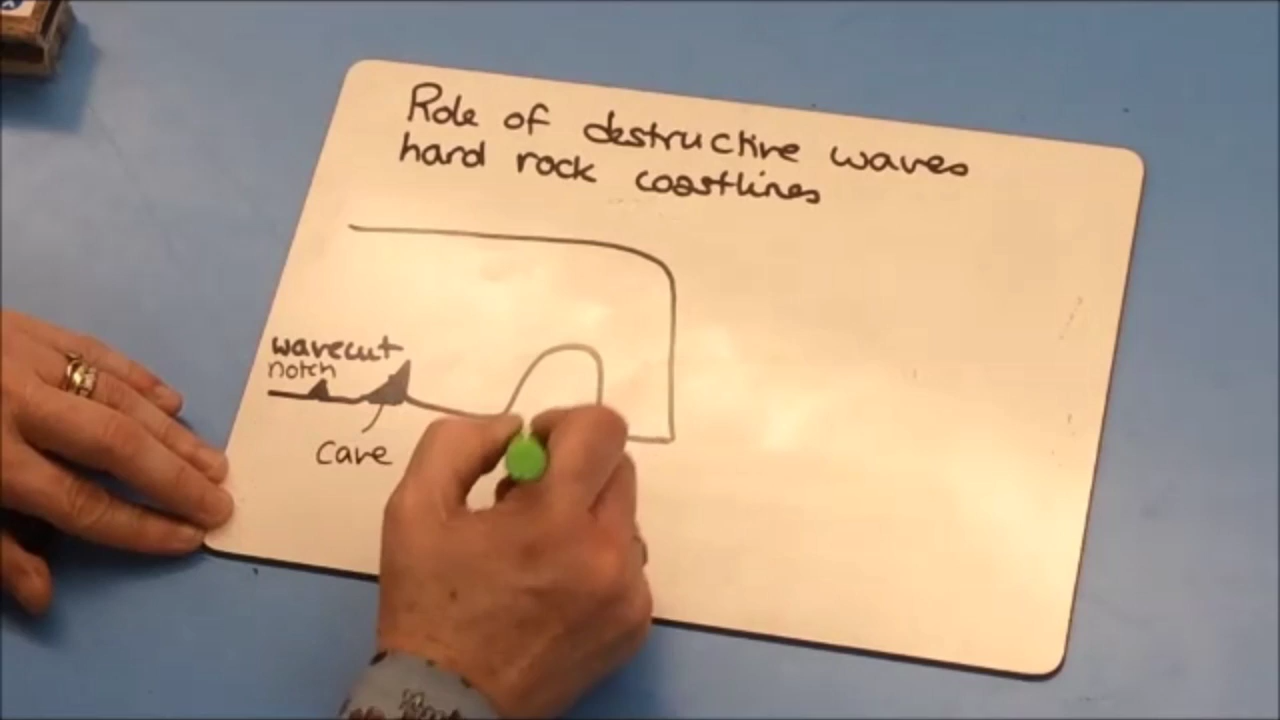 Role of destructive waves
hard rock coastlines
wavecut
notch
cave